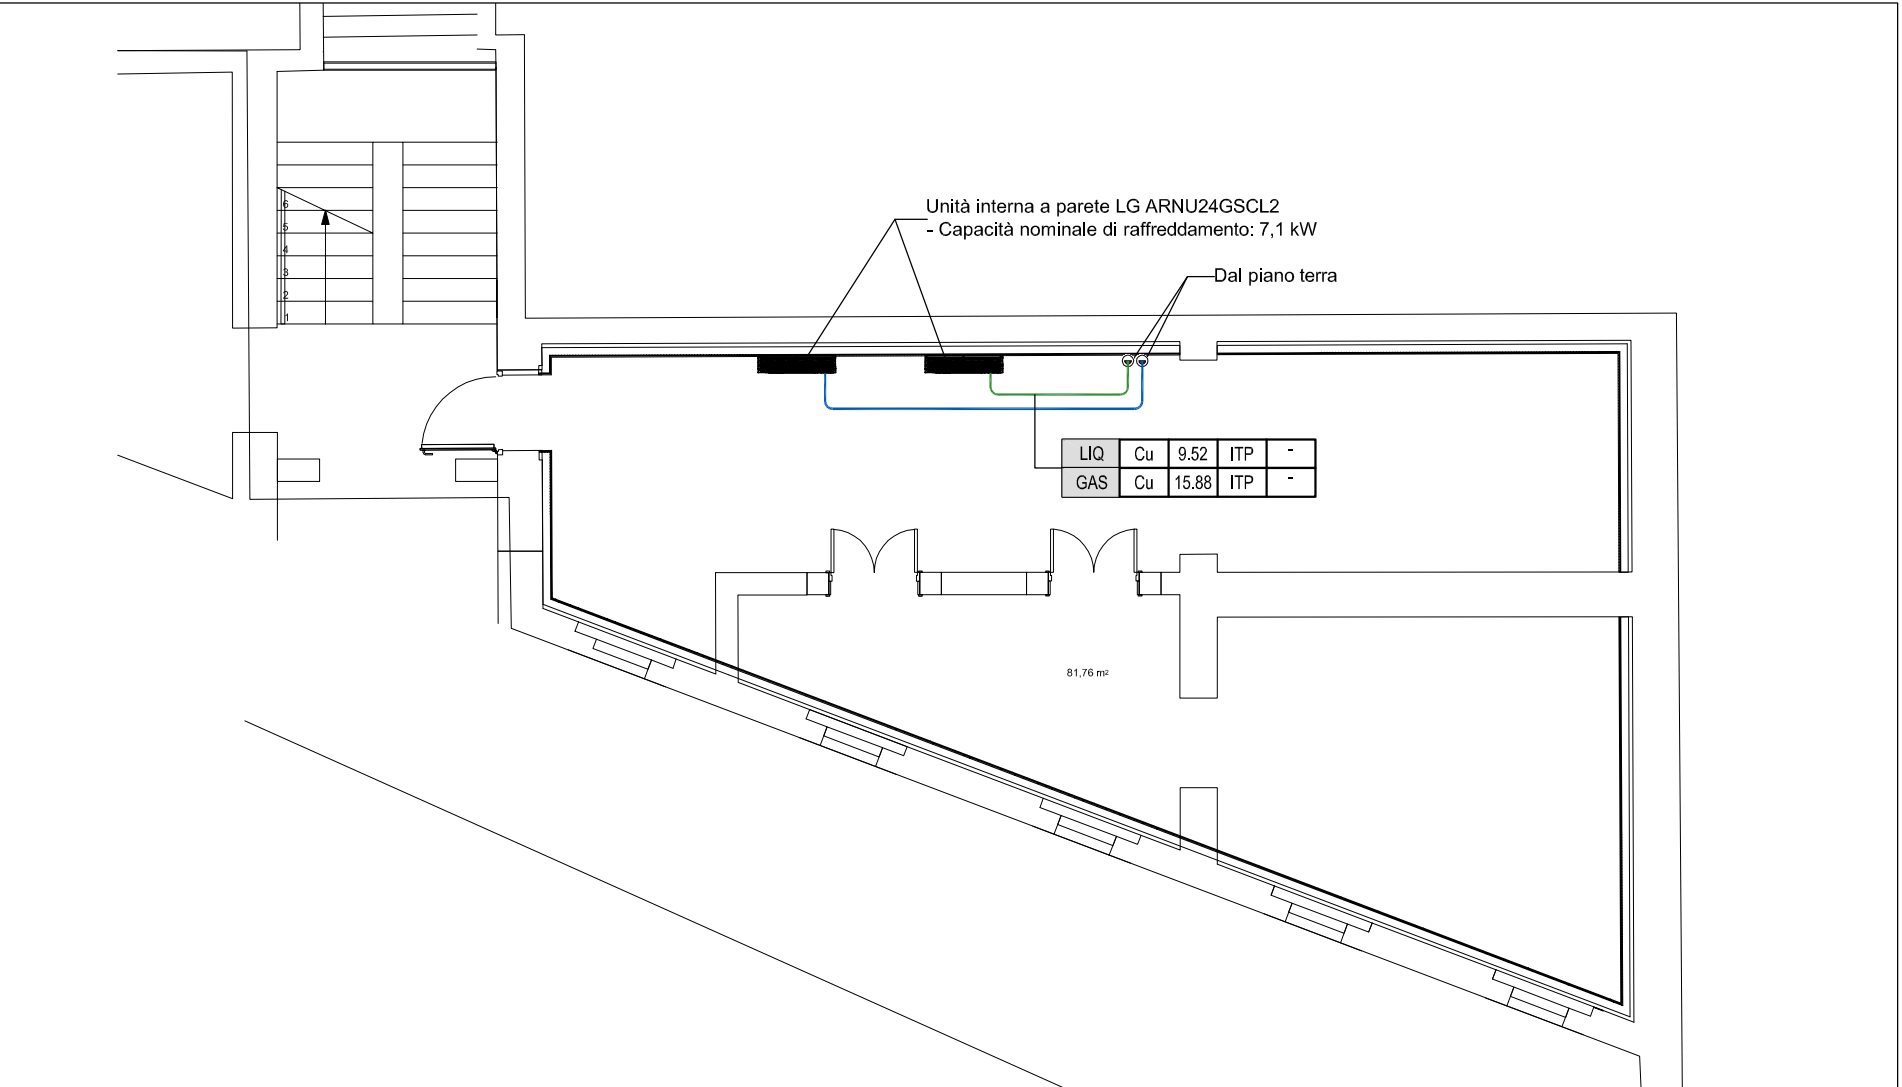 Unità interna a parete LG ARNU24GSCL2
- Capacità nominale di raffreddamento: 7,1 kW
Dal piano terra
6
5
4
3
2
1
LIQ Cu 9.52 ITP -
GAS Cu 15.88 ITP -
81,76 m²